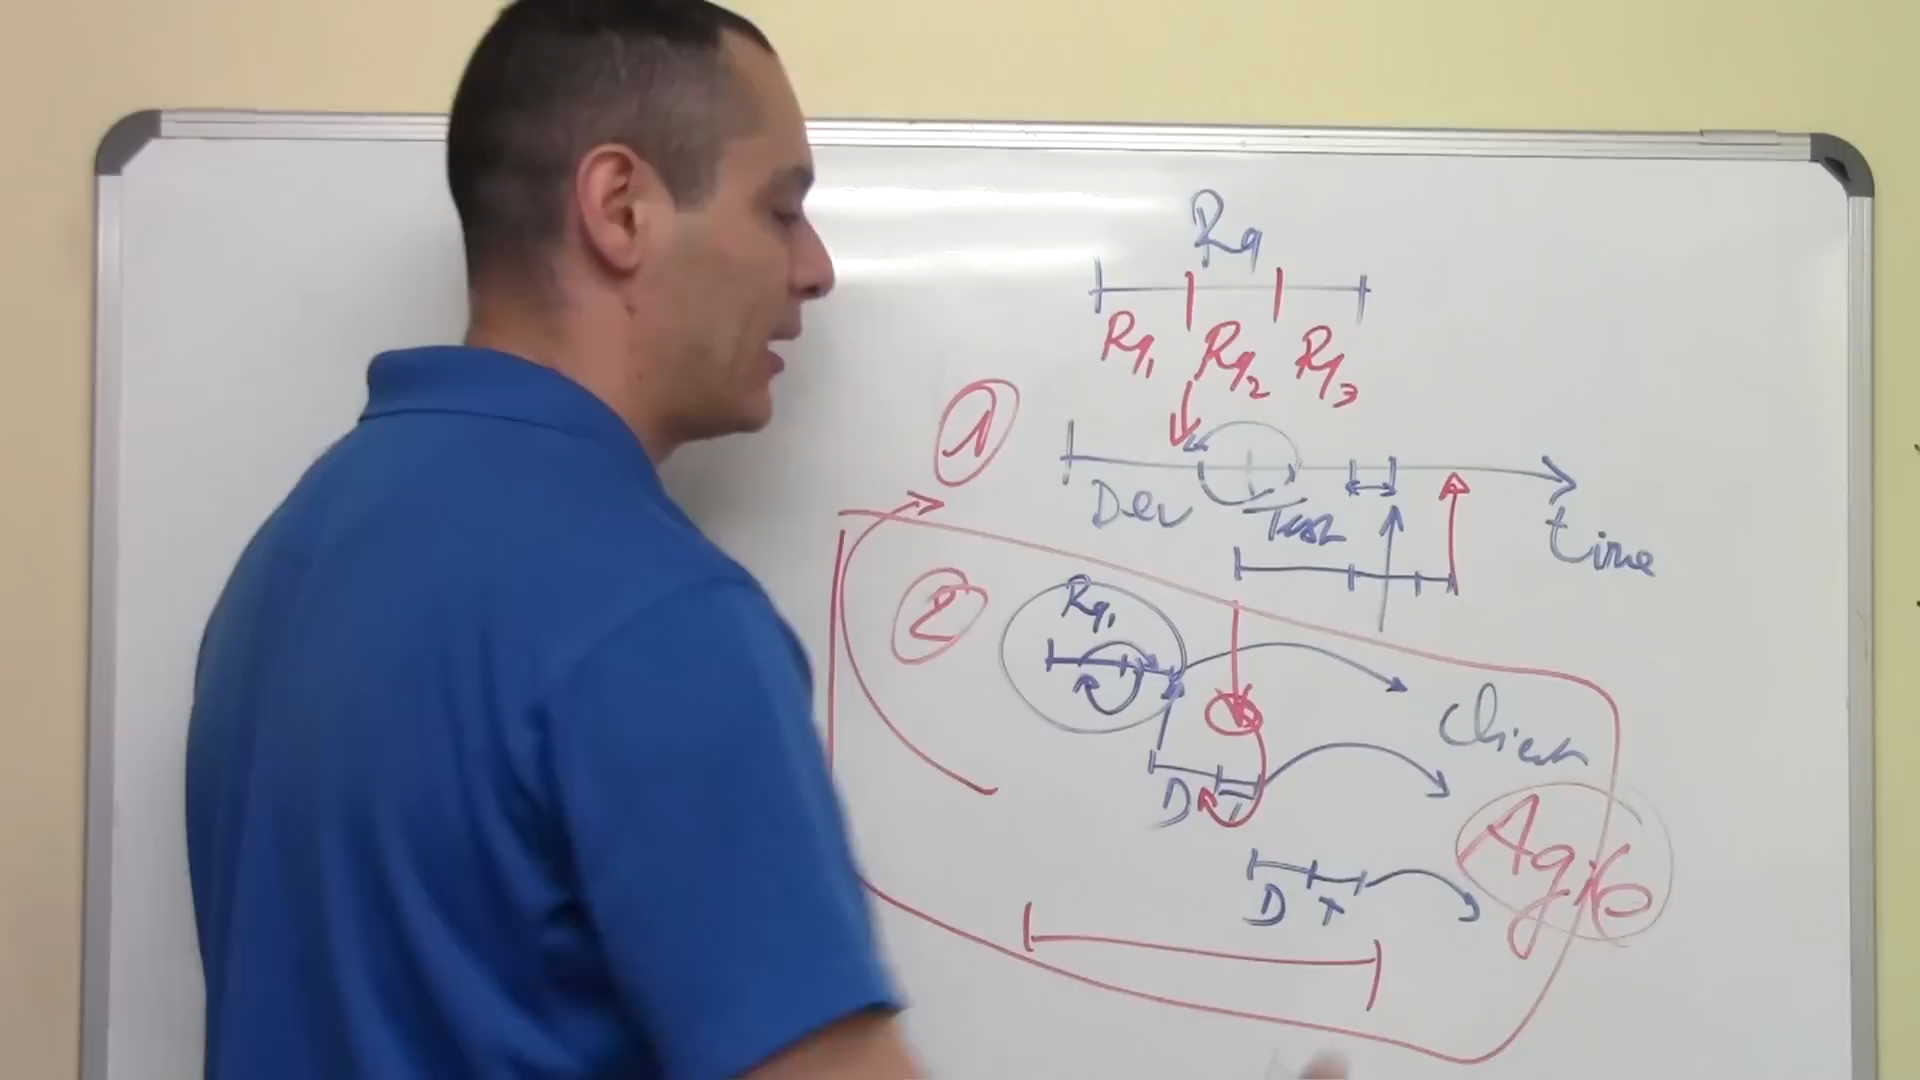 Rq
Rq1 Rq2 Rq3
1
Dev Test time
2 Rq1
Client
D T
Agile
D T